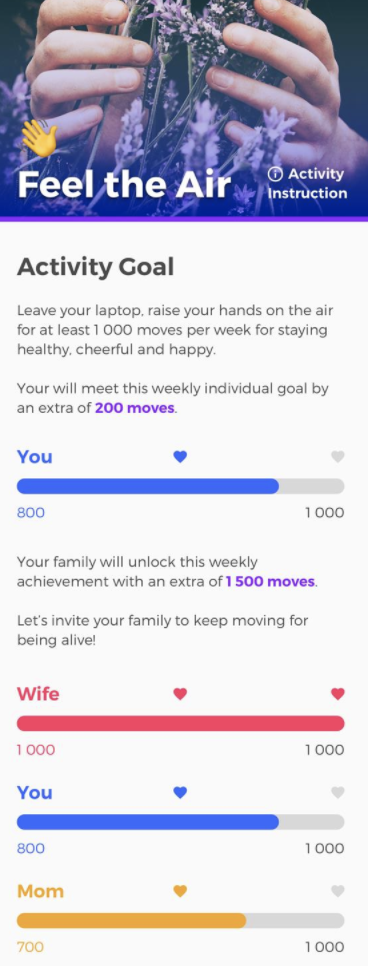 Feel the Air
Activity
Instruction
Activity Goal
Leave your laptop, raise your hands on the air
for at least 1 000 moves per week for staying
healthy, cheerful and happy.
Your will meet this weekly individual goal by
an extra of 200 moves.
You
800 1 000
Your family will unlock this weekly
achievement with an extra of 1 500 moves.
Let's invite your family to keep moving for
being alive!
Wife
1 000 1 000
You
800 1 000
Mom
700 1 000